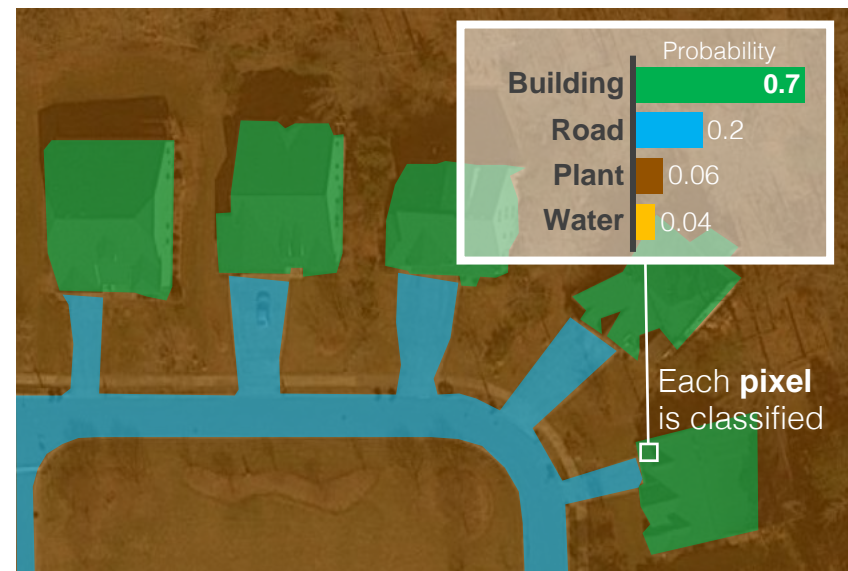 Probability
Building 0.7
Road 0.2
Plant 0.06
Water 0.04
Each pixel
is classified